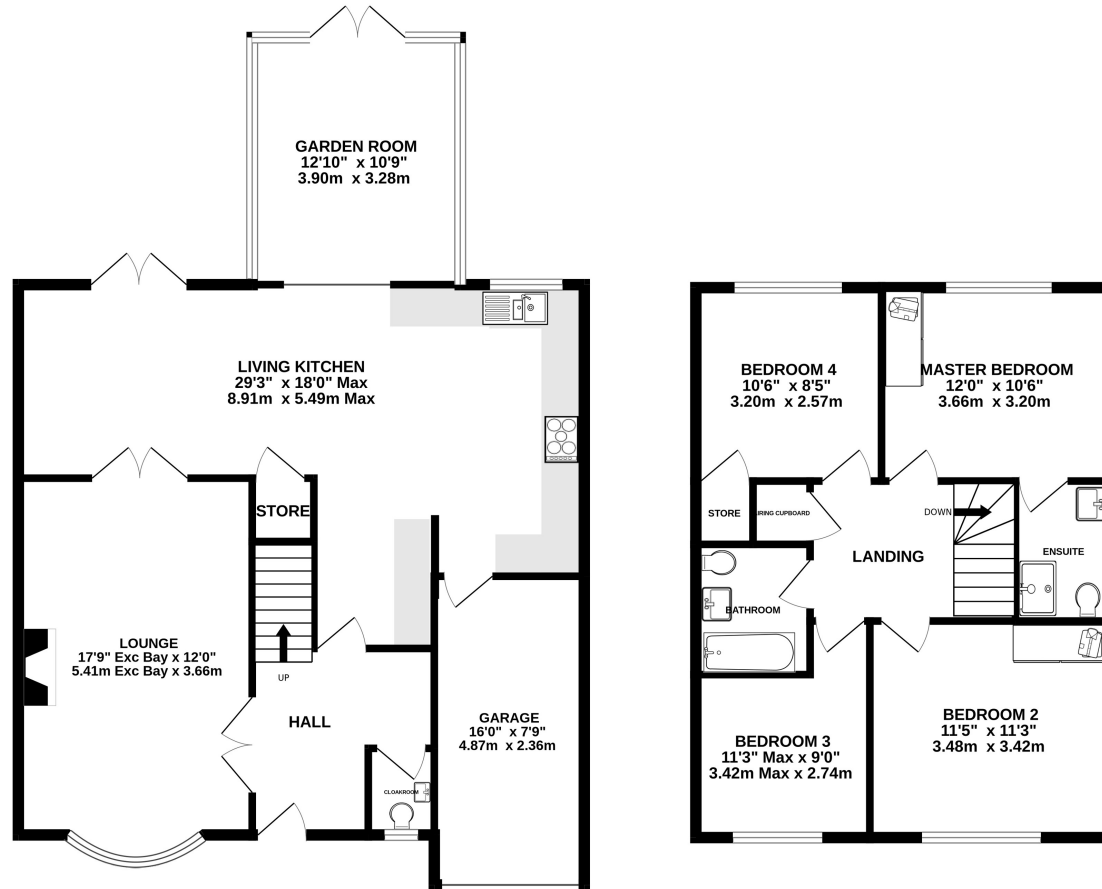 GARDEN ROOM
12'10" x 10'9"
3.90m x 3.28m
LIVING KITCHEN
29'3" x 18'0" Max
8.91m x 5.49m Max
STORE
LOUNGE
17'9" Exc Bay x 12'0"
5.41m Exc Bay x 3.66m
UP
HALL
CLOAKROOM
GARAGE
16'0" x 7'9"
4.87m x 2.36m
BEDROOM 4
10'6" x 8'5"
3.20m x 2.57m
MASTER BEDROOM
12'0" x 10'6"
3.66m x 3.20m
STORE
IRING CUPBOARD
DOWN
LANDING
ENSUITE
BATHROOM
BEDROOM 3
11'3" Max x 9'0"
3.42m Max x 2.74m
BEDROOM 2
11'5" x 11'3"
3.48m x 3.42m